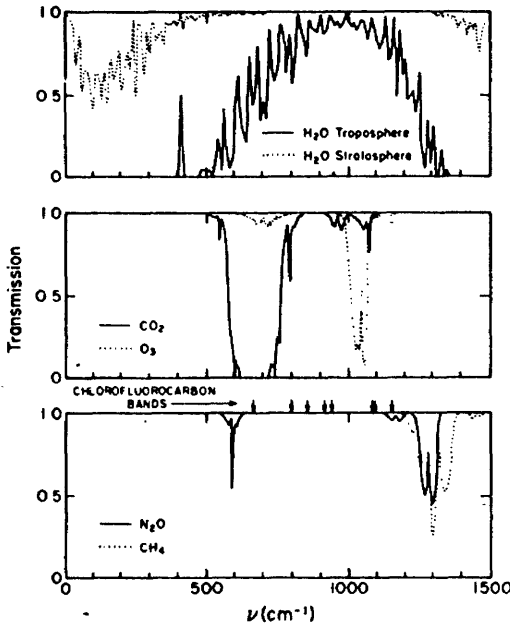 1 0
0 5
0
H₂O Troposphere
H₂O Stratosphere
1 0
0 5
0
Transmission
CO₂
O₃
CHLOROFLUOROCARBON
BANDS
1 0
0 5
0
N₂O
CH₄
0 500 1000 1500
ν (cm⁻¹)